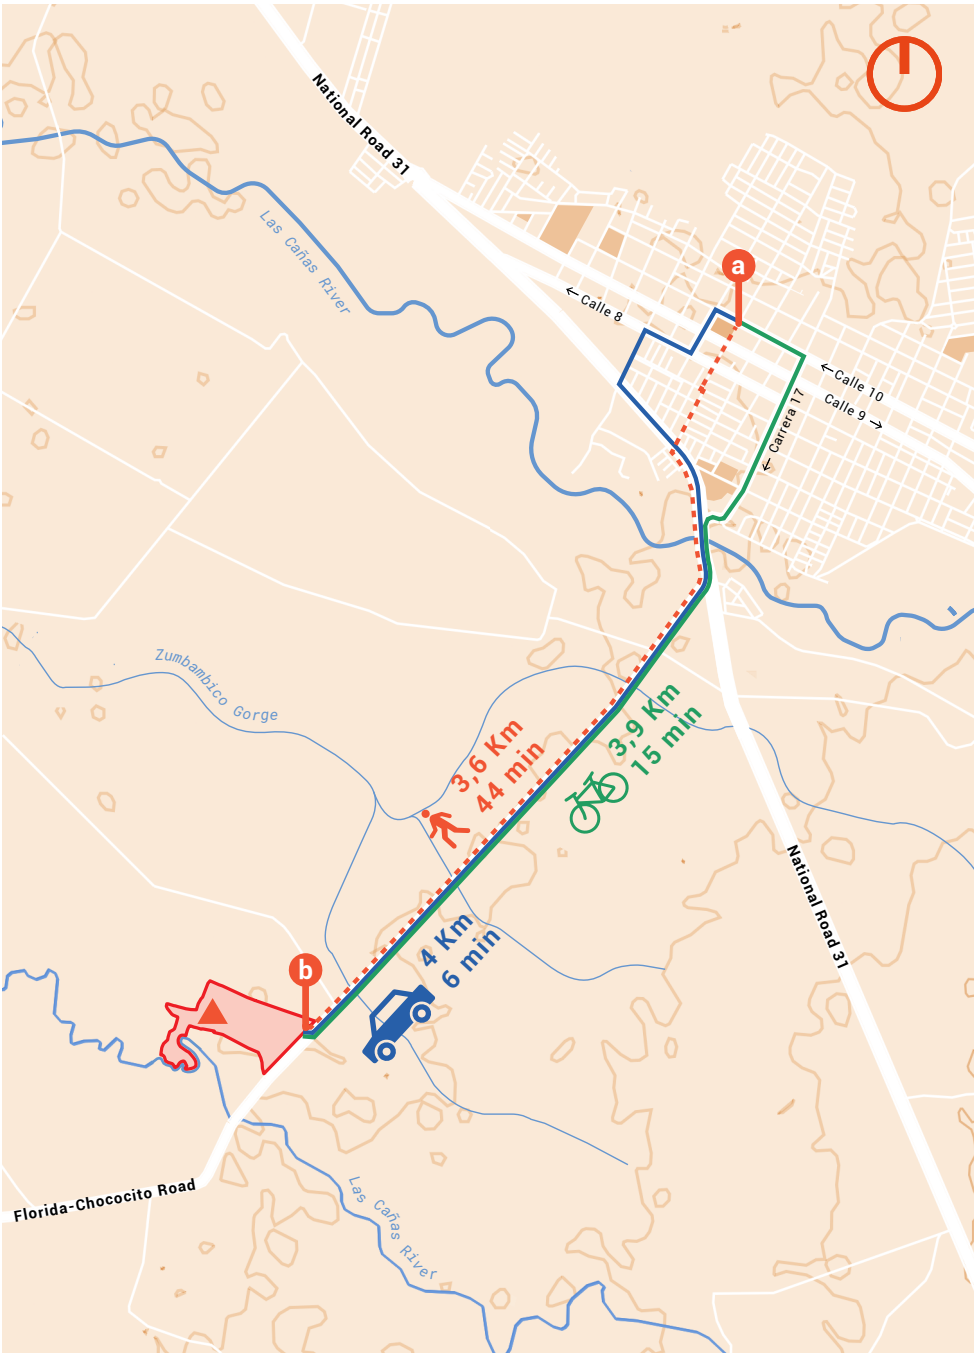 National Road 31
Las Cañas River
a
← Calle 8
← Calle 10
Calle 9 →
← Carrera 17
Zumbambico Gorge
3,6 Km
44 min
3,9 Km
15 min
National Road 31
4 Km
6 min
b
Florida-Chococito Road
Las Cañas River